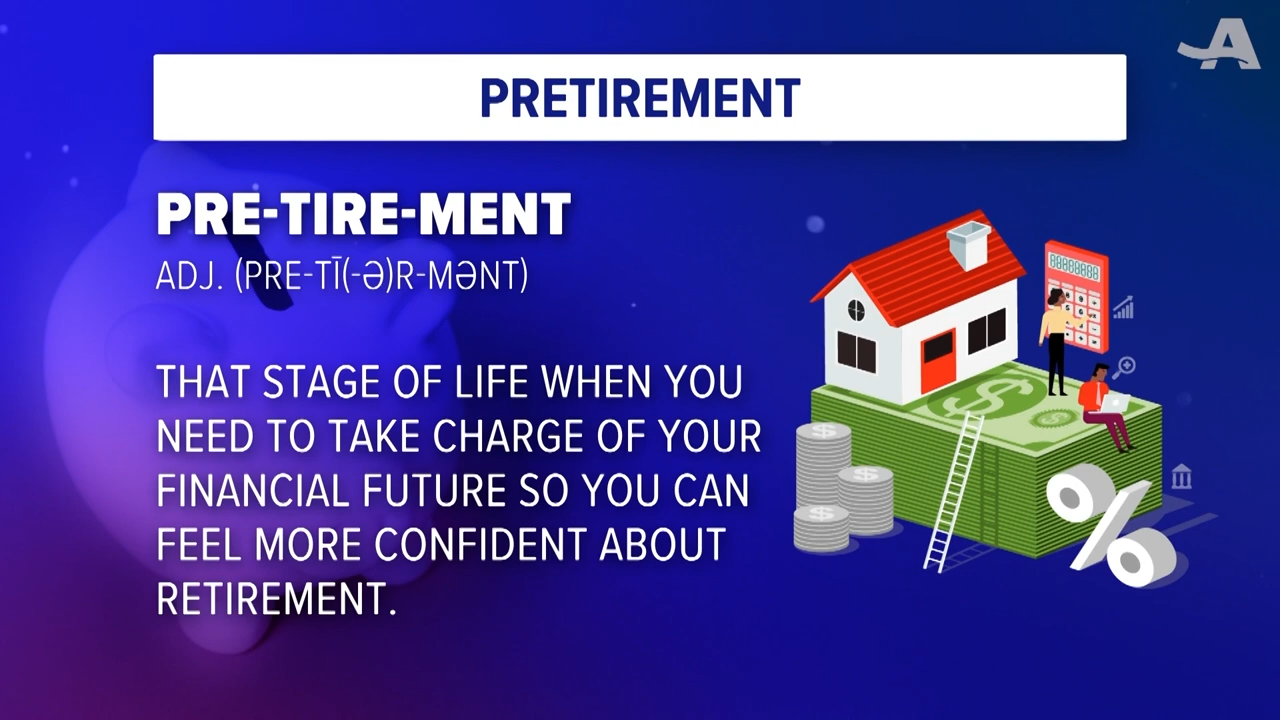 PRETIREMENT
PRE-TIRE-MENT
ADJ. (PRE-TĪ(-Ə)R-MƏNT)
THAT STAGE OF LIFE WHEN YOU
NEED TO TAKE CHARGE OF YOUR
FINANCIAL FUTURE SO YOU CAN
FEEL MORE CONFIDENT ABOUT
RETIREMENT.